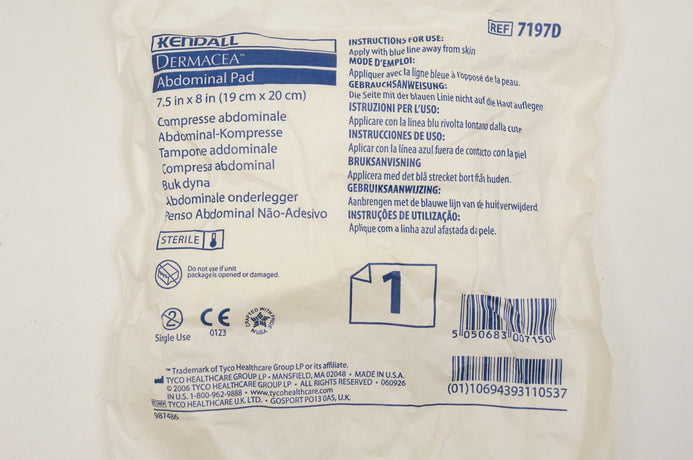 REF 7197D
KENDALL
DERMACEA™
Abdominal Pad
7.5 in x 8 in (19 cm x 20 cm)
Compresse abdominale
Abdominal-Kompresse
Tampone addominale
Compresa abdominal
Bukdyna
Abdominale onderlegger
Penso Abdominal Não-Adesivo
STERILE
Do not use if unit
package is opened or damaged.
2
Single Use
CE
0123
CRAFTED WITH PRIDE IN U.S.A.
INSTRUCTIONS FOR USE:
Apply with blue line away from skin
MODE D'EMPLOI:
Appliquer avec la ligne bleue à l'opposé de la peau.
GEBRAUCHSANWEISUNG:
Die Seite mit der blauen Linie nicht auf die Haut auflegen
ISTRUZIONI PER L'USO:
Applicare con la linea blu rivolta lontano dalla cute
INSTRUCCIONES DE USO:
Aplicar con la línea azul fuera de contacto con la piel
BRUKSANVISNING
Applicera med det blå strecket bort från huden.
GEBRUIKSAANWIJZING:
Aanbrengen met de blauwe lijn van de huit verwijderd.
INSTRUÇÕES DE UTILIZAÇÃO:
Aplique com a linha azul afastada da pele.
1
5 050683 007150
(01)10694393110537
™ Trademark of Tyco Healthcare Group LP or its affiliate.
TYCO HEALTHCARE GROUP LP • MANSFIELD, MA 02048 • MADE IN U.S.A.
© 2006 TYCO HEALTHCARE GROUP LP • ALL RIGHTS RESERVED • 060926
IN U.S. 1-800-962-9888 • www.tycohealthcare.com
EC REP TYCO HEALTHCARE U.K. LTD. • GOSPORT PO13 0AS, U.K.
987486